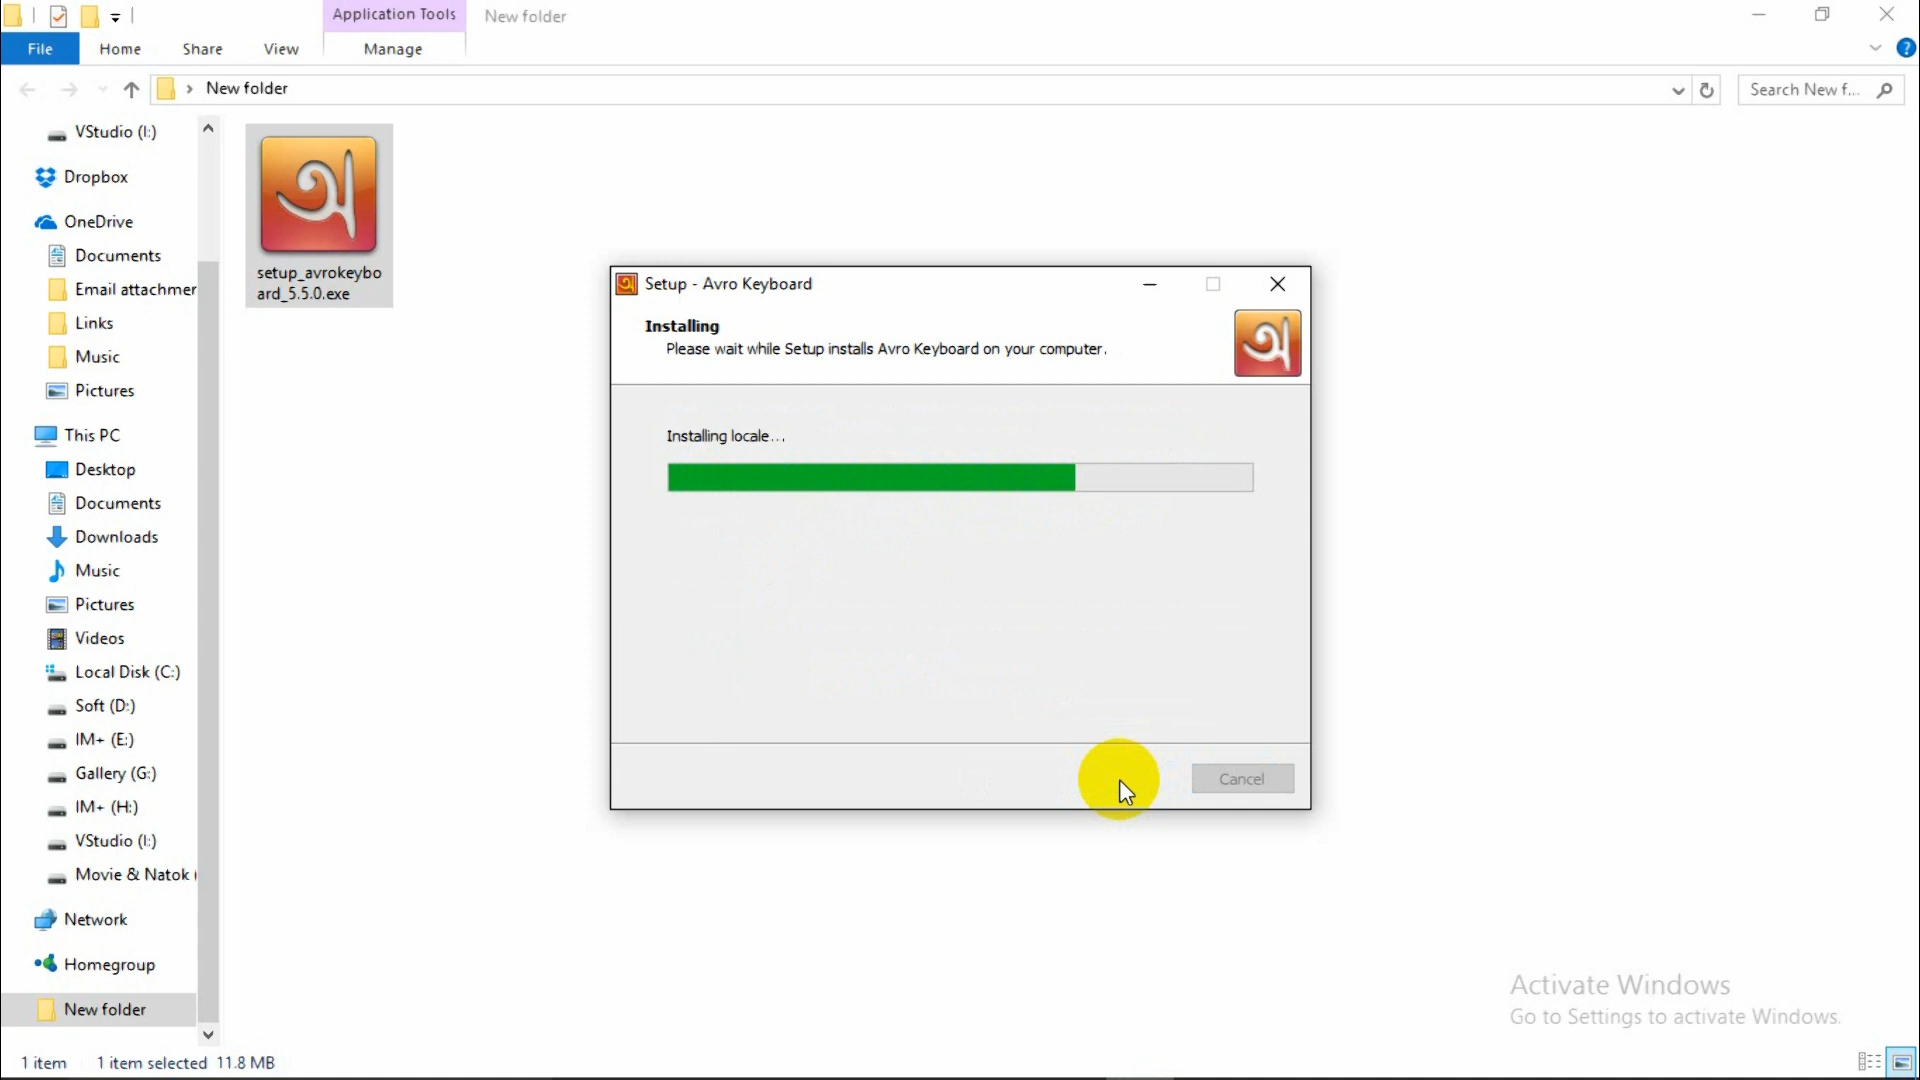 Application Tools
New folder
File
Home
Share
View
Manage
New folder
Search New f...
VStudio (I:)
Dropbox
OneDrive
Documents
Email attachmer
Links
Music
Pictures
This PC
Desktop
Documents
Downloads
Music
Pictures
Videos
Local Disk (C:)
Soft (D:)
IM+ (E:)
Gallery (G:)
IM+ (H:)
VStudio (I:)
Movie & Natok (
Network
Homegroup
New folder
অ
setup_avrokeybo
ard_5.5.0.exe
অ
Setup - Avro Keyboard
Installing
Please wait while Setup installs Avro Keyboard on your computer.
অ
Installing locale...
Cancel
Activate Windows
Go to Settings to activate Windows.
1 item
1 item selected 11.8 MB